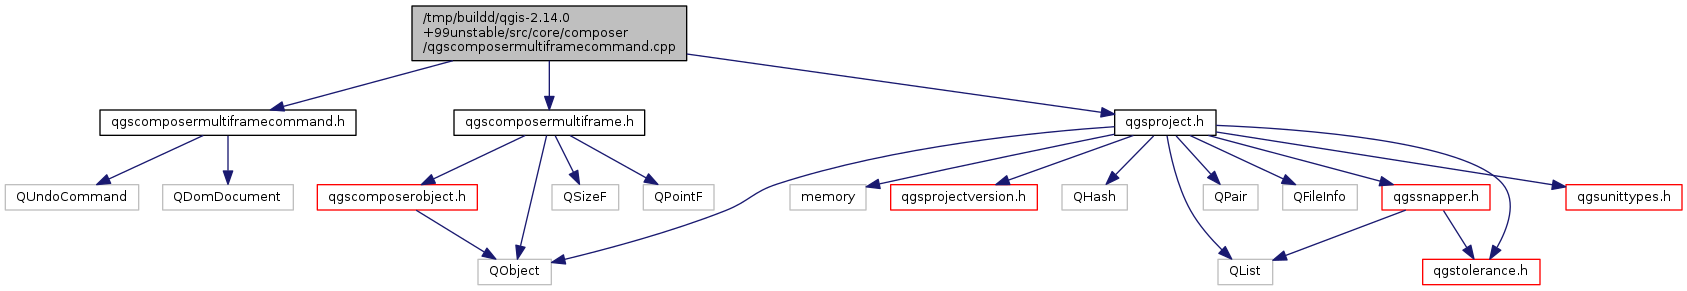 /tmp/buildd/qgis-2.14.0
+99unstable/src/core/composer
/qgscomposermultiframecommand.cpp
qgscomposermultiframecommand.h
qgscomposermultiframe.h
qgsproject.h
QUndoCommand
QDomDocument
qgscomposerobject.h
QSizeF
QPointF
memory
qgsprojectversion.h
QHash
QPair
QFileInfo
qgssnapper.h
qgsunittypes.h
QObject
QList
qgstolerance.h